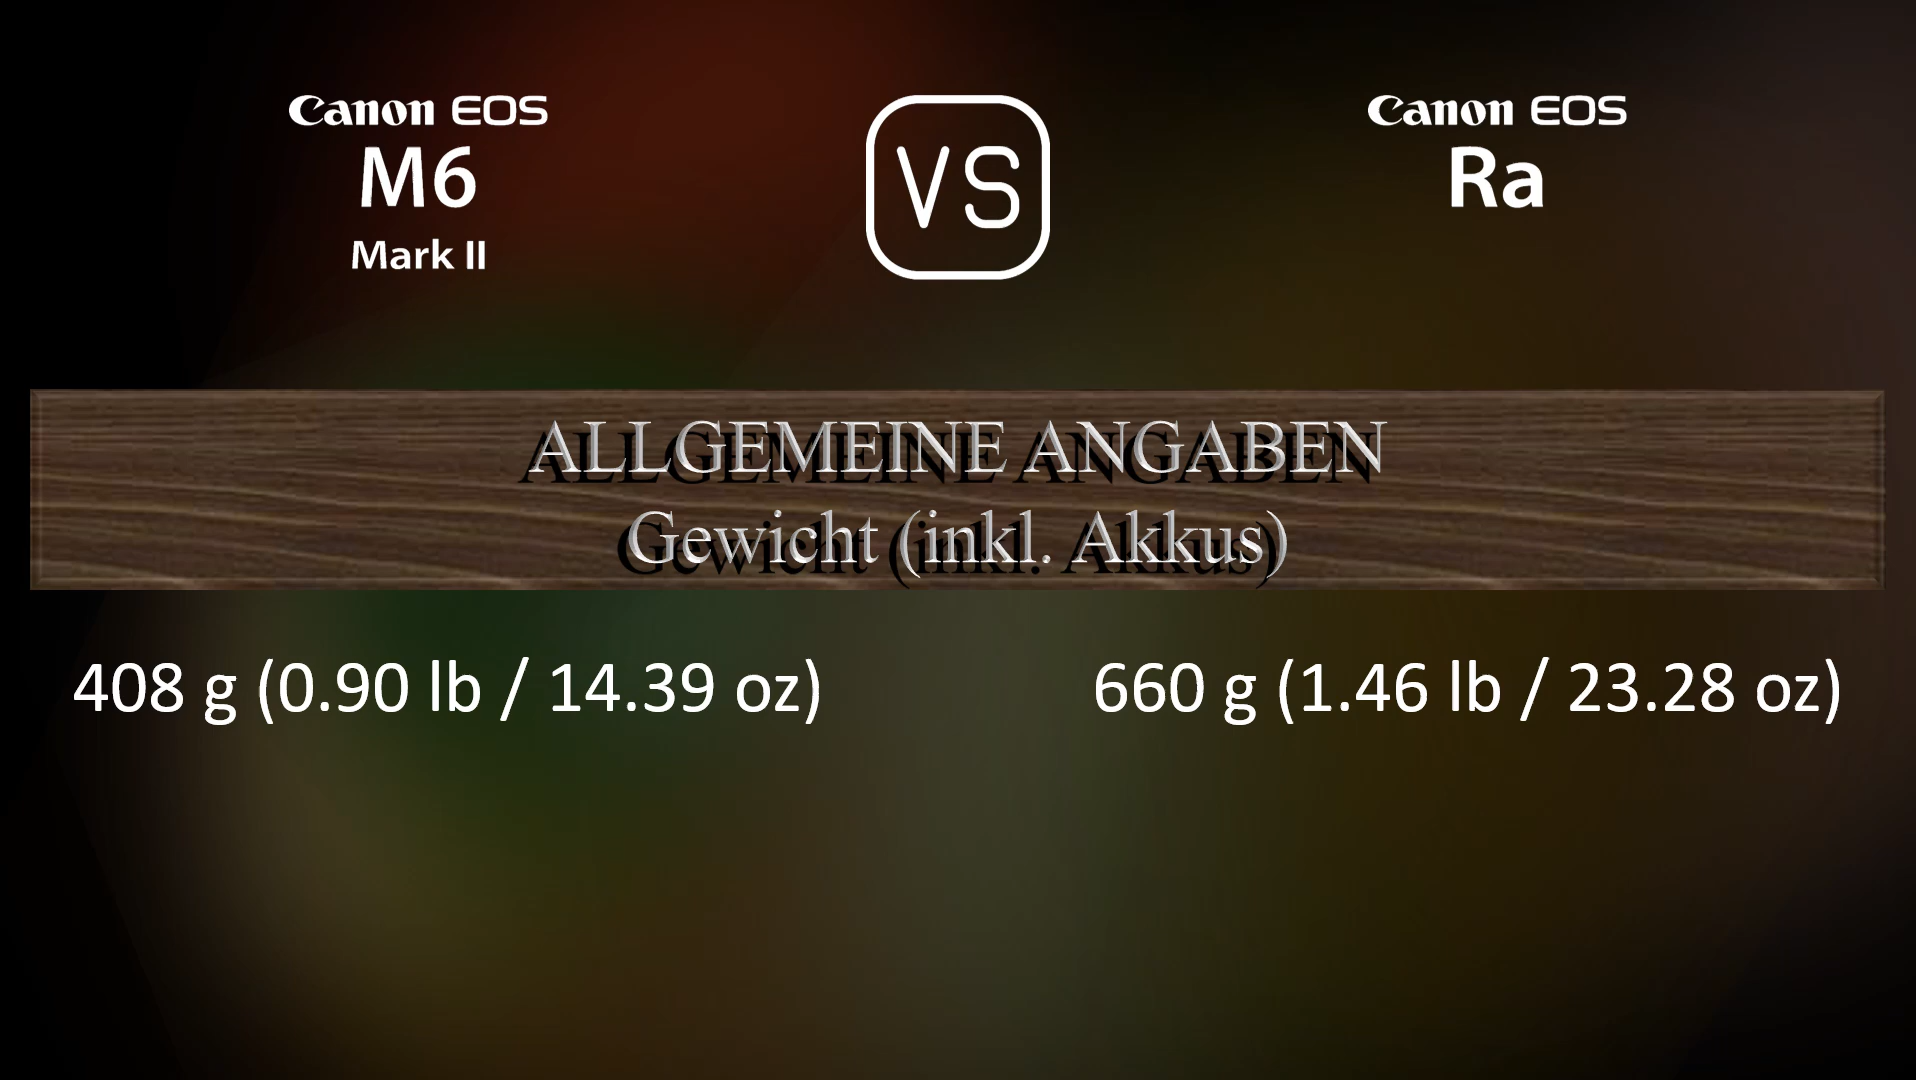 Canon EOS
M6
Mark II
VS
Canon EOS
Ra
ALLGEMEINE ANGABEN
Gewicht (inkl. Akkus)
408 g (0.90 lb / 14.39 oz)
660 g (1.46 lb / 23.28 oz)